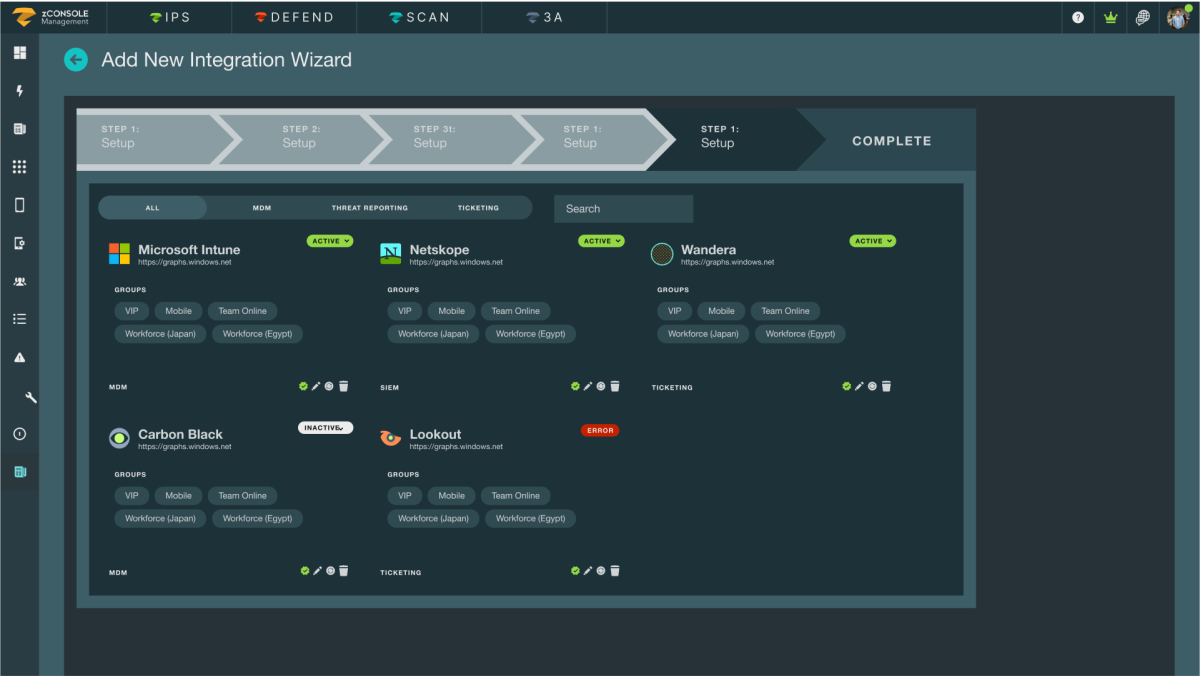 zCONSOLE
Management
IPS
DEFEND
SCAN
3A
?
Add New Integration Wizard
STEP 1:
Setup
STEP 2:
Setup
STEP 3t:
Setup
STEP 1:
Setup
STEP 1:
Setup
COMPLETE
ALL
MDM
THREAT REPORTING
TICKETING
Search
Microsoft Intune
https://graphs.windows.net
ACTIVE
GROUPS
VIP
Mobile
Team Online
Workforce (Japan)
Workforce (Egypt)
MDM
Netskope
https://graphs.windows.net
ACTIVE
GROUPS
VIP
Mobile
Team Online
Workforce (Japan)
Workforce (Egypt)
SIEM
Wandera
https://graphs.windows.net
ACTIVE
GROUPS
VIP
Mobile
Team Online
Workforce (Japan)
Workforce (Egypt)
TICKETING
Carbon Black
https://graphs.windows.net
INACTIVE
GROUPS
VIP
Mobile
Team Online
Workforce (Japan)
Workforce (Egypt)
MDM
Lookout
https://graphs.windows.net
ERROR
GROUPS
VIP
Mobile
Team Online
Workforce (Japan)
Workforce (Egypt)
TICKETING